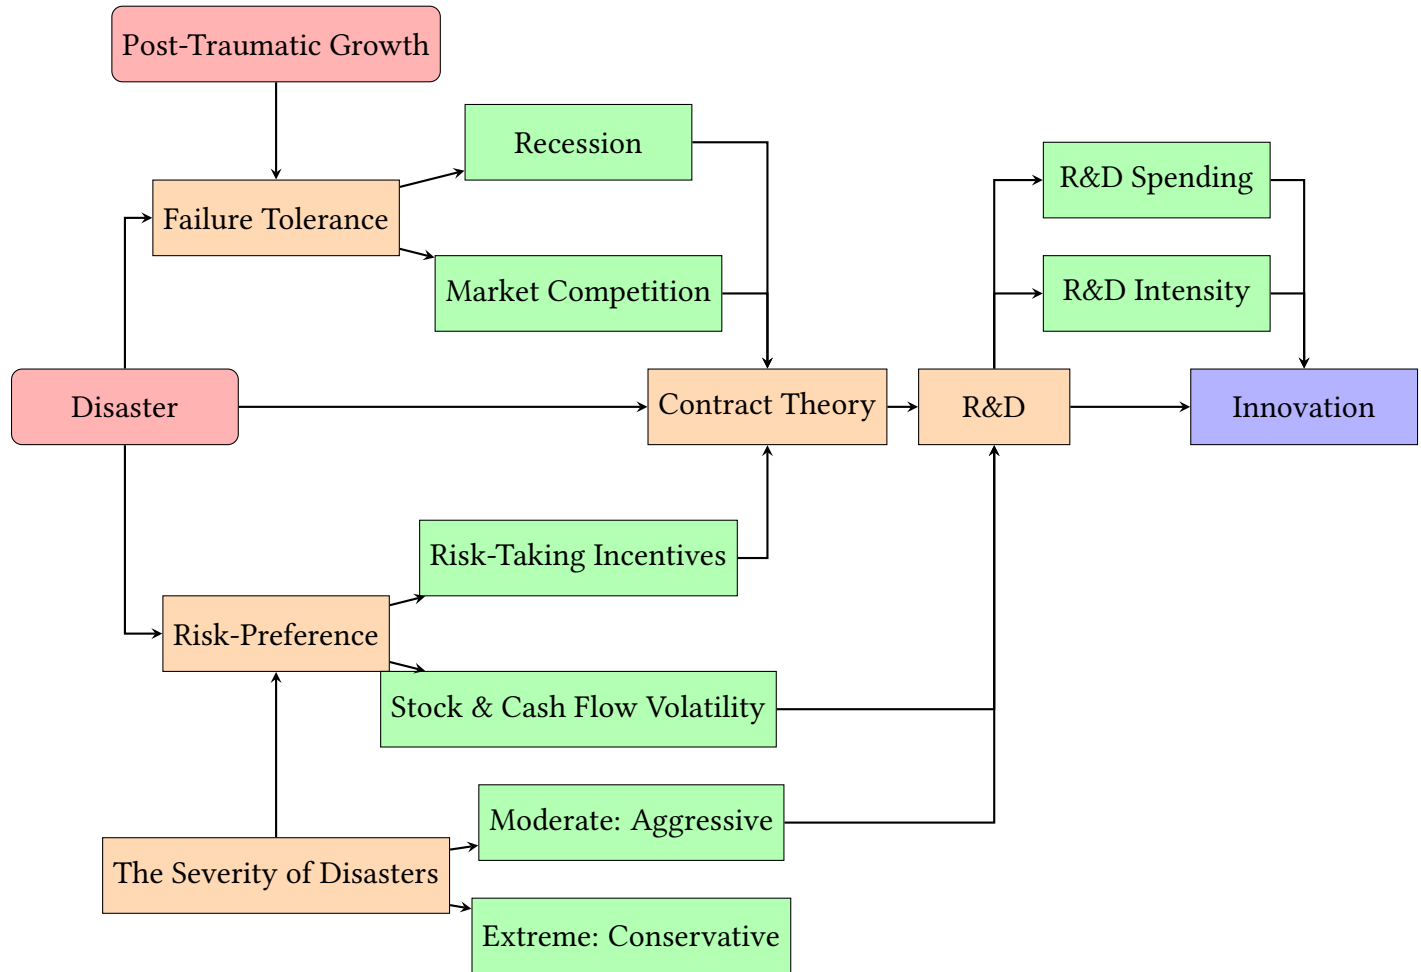 Post-Traumatic Growth
Recession
R&D Spending
Failure Tolerance
Market Competition
R&D Intensity
Disaster
Contract Theory
R&D
Innovation
Risk-Taking Incentives
Risk-Preference
Stock & Cash Flow Volatility
Moderate: Aggressive
The Severity of Disasters
Extreme: Conservative